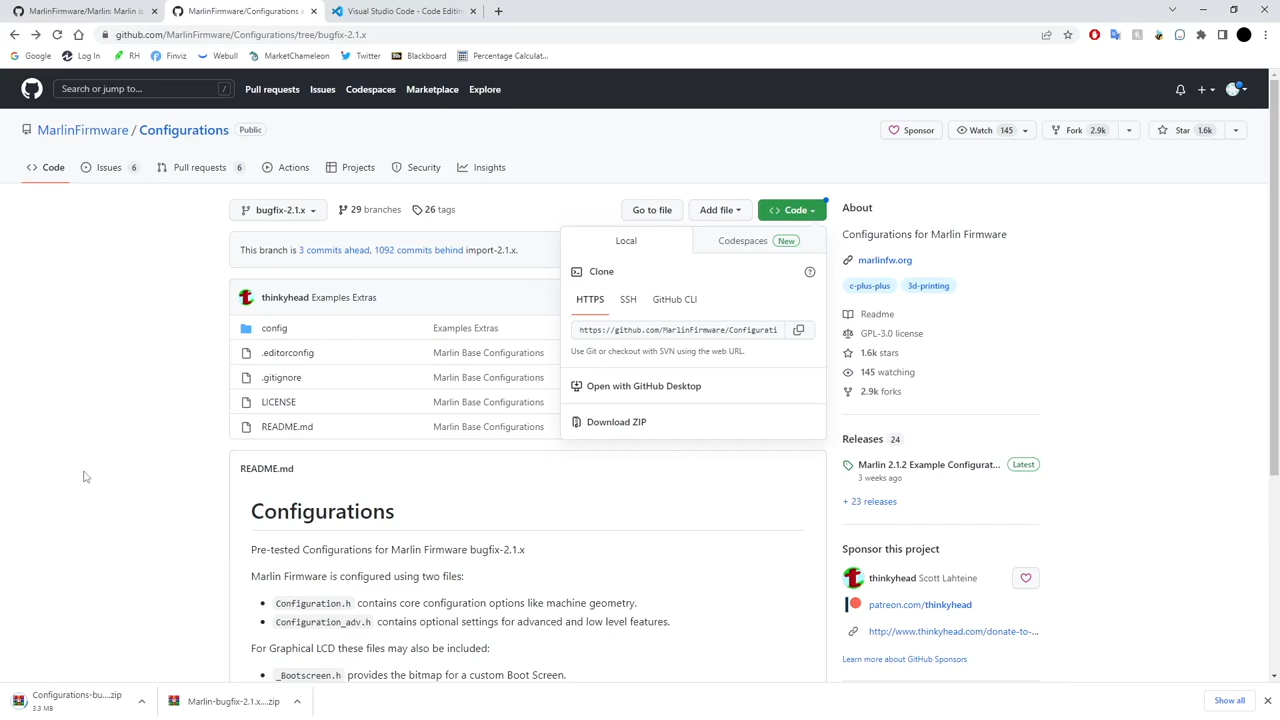 MarlinFirmware/Marlin: Marlin is
MarlinFirmware/Configurations a
Visual Studio Code - Code Editin
github.com/MarlinFirmware/Configurations/tree/bugfix-2.1.x
Google Log In RH Finviz Webull MarketChameleon Twitter Blackboard Percentage Calculat...
Search or jump to... /
Pull requests Issues Codespaces Marketplace Explore
MarlinFirmware / Configurations Public
Sponsor Watch 145 Fork 2.9k Star 1.6k
Code Issues 6 Pull requests 6 Actions Projects Security Insights
bugfix-2.1.x 29 branches 26 tags Go to file Add file Code
This branch is 3 commits ahead, 1092 commits behind import-2.1.x.
thinkyhead Examples Extras
config Examples Extras
.editorconfig Marlin Base Configurations
.gitignore Marlin Base Configurations
LICENSE Marlin Base Configurations
README.md Marlin Base Configurations
Local Codespaces New
Clone
HTTPS SSH GitHub CLI
https://github.com/MarlinFirmware/Configurati
Use Git or checkout with SVN using the web URL.
Open with GitHub Desktop
Download ZIP
README.md
Configurations
Pre-tested Configurations for Marlin Firmware bugfix-2.1.x
Marlin Firmware is configured using two files:
Configuration.h contains core configuration options like machine geometry.
Configuration_adv.h contains optional settings for advanced and low level features.
For Graphical LCD these files may also be included:
_Bootscreen.h provides the bitmap for a custom Boot Screen.
About
Configurations for Marlin Firmware
marlinfw.org
c-plus-plus 3d-printing
Readme
GPL-3.0 license
1.6k stars
145 watching
2.9k forks
Releases 24
Marlin 2.1.2 Example Configurat... Latest
3 weeks ago
+ 23 releases
Sponsor this project
thinkyhead Scott Lahteine
patreon.com/thinkyhead
http://www.thinkyhead.com/donate-to-...
Learn more about GitHub Sponsors
Configurations-bu....zip
3.3 MB
Marlin-bugfix-2.1.x....zip
Show all